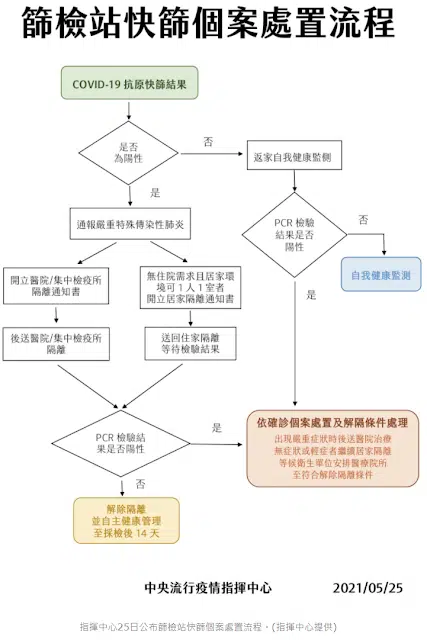 篩檢站快篩個案處置流程
COVID-19 抗原快篩結果
是否
為陽性
否
返家自我健康監測
是
通報嚴重特殊傳染性肺炎
PCR 檢驗
結果是否
陽性
否
自我健康監測
是
開立醫院/集中檢疫所
隔離通知書
無住院需求且居家環
境可 1 人 1 室者
開立居家隔離通知書
後送醫院/集中檢疫所
隔離
送回住家隔離
等待檢驗結果
PCR 檢驗結
果是否陽性
是
依確診個案處置及解隔條件處理
出現嚴重症狀時後送醫院治療
無症狀或輕症者繼續居家隔離
等候衛生單位安排醫療院所
至符合解除隔離條件
否
解除隔離
並自主健康管理
至採檢後 14 天
中央流行疫情指揮中心
2021/05/25
指揮中心25日公布篩檢站快篩個案處置流程。(指揮中心提供)